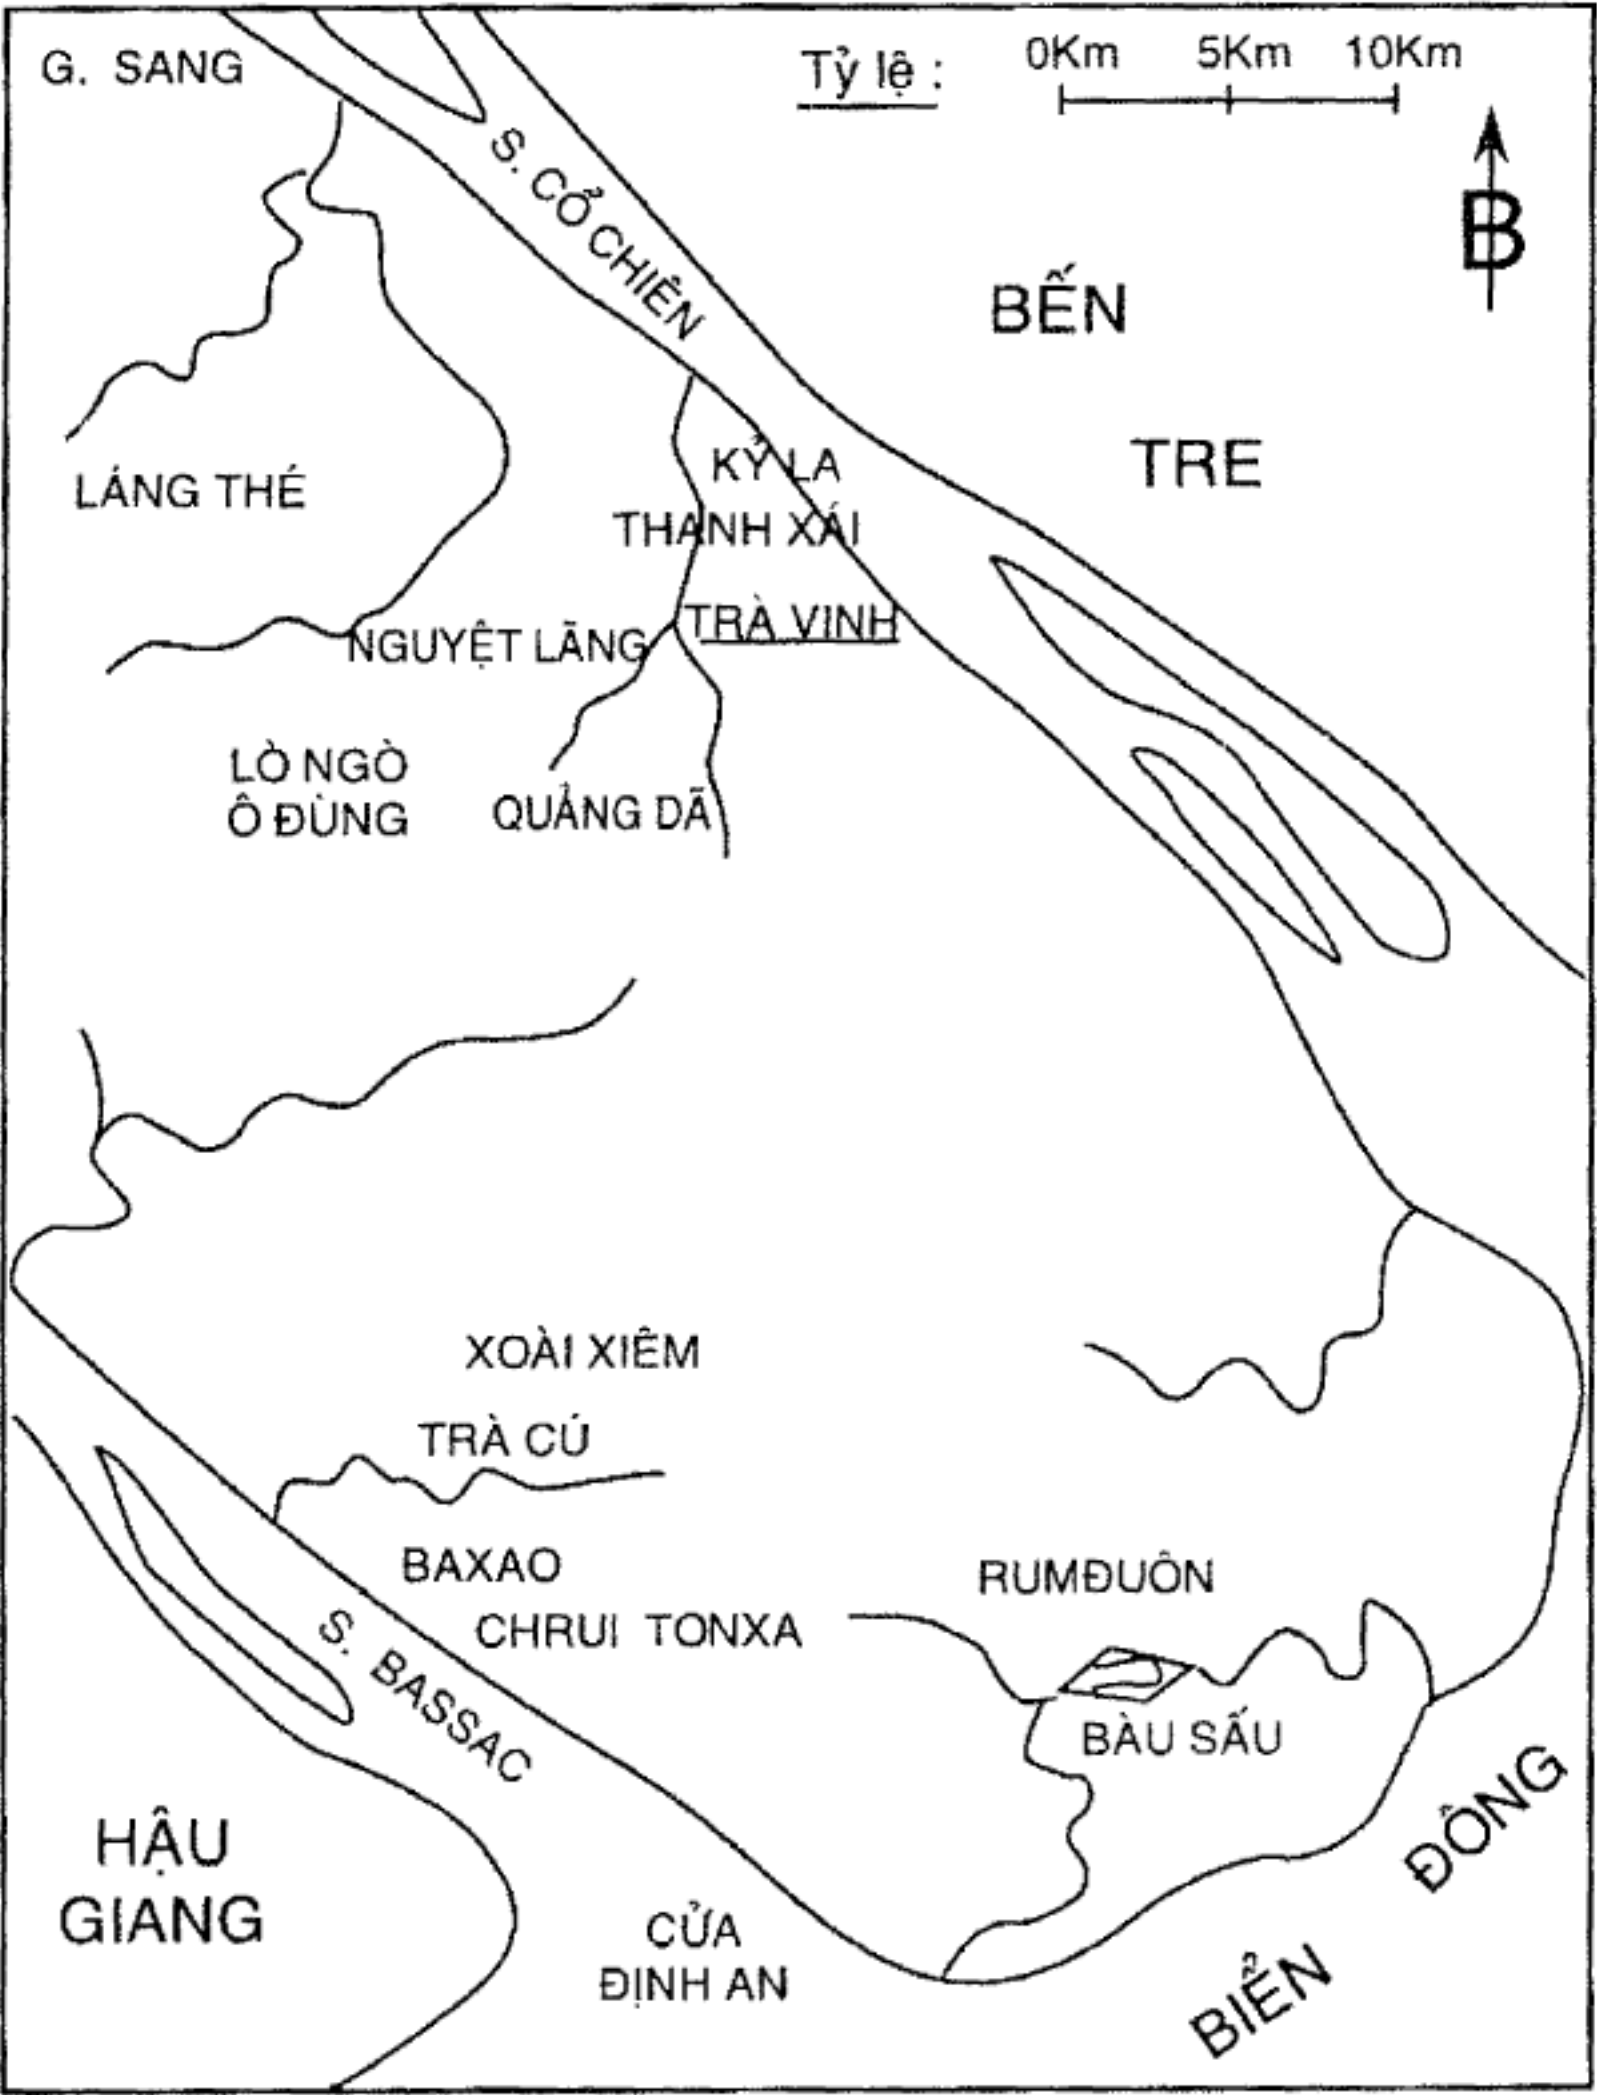 G. SANG
Tỷ lệ :
0Km 5Km 10Km
B
S. CỔ CHIÊN
BẾN
TRE
KỶ LA
LÁNG THÉ
THANH XÁI
TRÀ VINH
NGUYỆT LÃNG
LÒ NGÒ
Ô ĐÙNG
QUẢNG DÃ
XOÀI XIÊM
TRÀ CÚ
BAXAO
RUMĐUÔN
CHRUI TONXA
S. BASSAC
BÀU SẤU
HẬU
GIANG
CỬA
ĐỊNH AN
BIỂN ĐÔNG